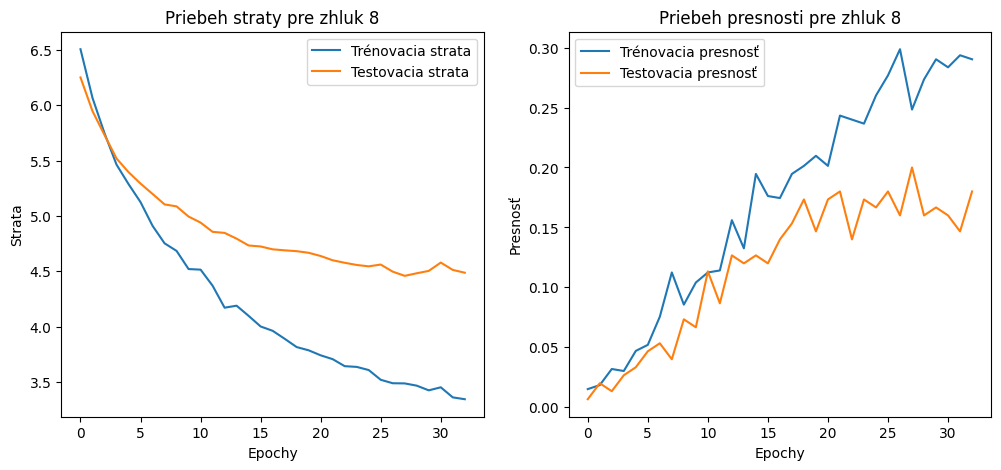 Priebeh straty pre zhluk 8
6.5
6.0
5.5
5.0
4.5
4.0
3.5
Strata
Trénovacia strata
Testovacia strata
0 5 10 15 20 25 30
Epochy
Priebeh presnosti pre zhluk 8
0.30
0.25
0.20
0.15
0.10
0.05
0.00
Presnosť
Trénovacia presnosť
Testovacia presnosť
0 5 10 15 20 25 30
Epochy